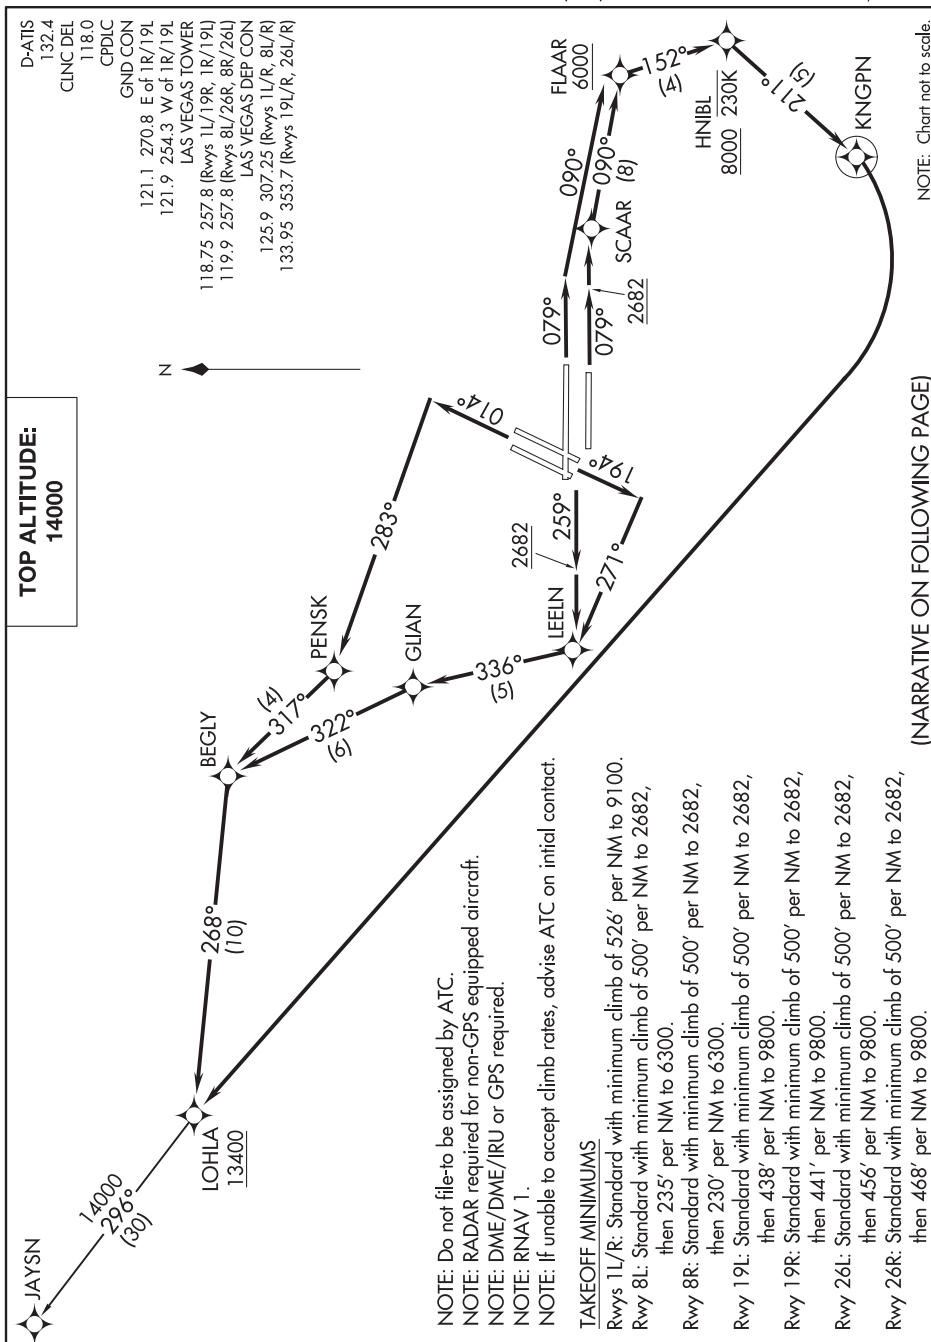 TOP ALTITUDE:
14000
D-ATIS
132.4
CLNC DEL
118.0
CPDLC
GND CON
121.1 270.8 E of 1R/19L
121.9 254.3 W of 1R/19L
LAS VEGAS TOWER
118.75 257.8 (Rwys 1L/19R, 1R/19L)
119.9 257.8 (Rwys 8L/26R, 8R/26L)
LAS VEGAS DEP CON
125.9 307.25 (Rwys 1L/R, 8L/R)
133.95 353.7 (Rwys 19L/R, 26L/R)
N
JAYSN
14000
296°
(30)
LOHLA
13400
268°
(10)
BEGLY
(4)
317°
PENSK
283°
014°
322°
(6)
GLIAN
336°
(5)
LEELN
2682
259°
271°
194°
079°
079°
2682
SCAAR
090°
090°
(8)
FLAAR
6000
152°
(4)
HNIBL
8000 230K
211°
(5)
KNGPN
NOTE: Do not file-to be assigned by ATC.
NOTE: RADAR required for non-GPS equipped aircraft.
NOTE: DME/DME/IRU or GPS required.
NOTE: RNAV 1.
NOTE: If unable to accept climb rates, advise ATC on intial contact.
TAKEOFF MINIMUMS
Rwys 1L/R: Standard with minimum climb of 526' per NM to 9100.
Rwy 8L: Standard with minimum climb of 500' per NM to 2682,
then 235' per NM to 6300.
Rwy 8R: Standard with minimum climb of 500' per NM to 2682,
then 230' per NM to 6300.
Rwy 19L: Standard with minimum climb of 500' per NM to 2682,
then 438' per NM to 9800.
Rwy 19R: Standard with minimum climb of 500' per NM to 2682,
then 441' per NM to 9800.
Rwy 26L: Standard with minimum climb of 500' per NM to 2682,
then 456' per NM to 9800.
Rwy 26R: Standard with minimum climb of 500' per NM to 2682,
then 468' per NM to 9800.
(NARRATIVE ON FOLLOWING PAGE)
NOTE: Chart not to scale.